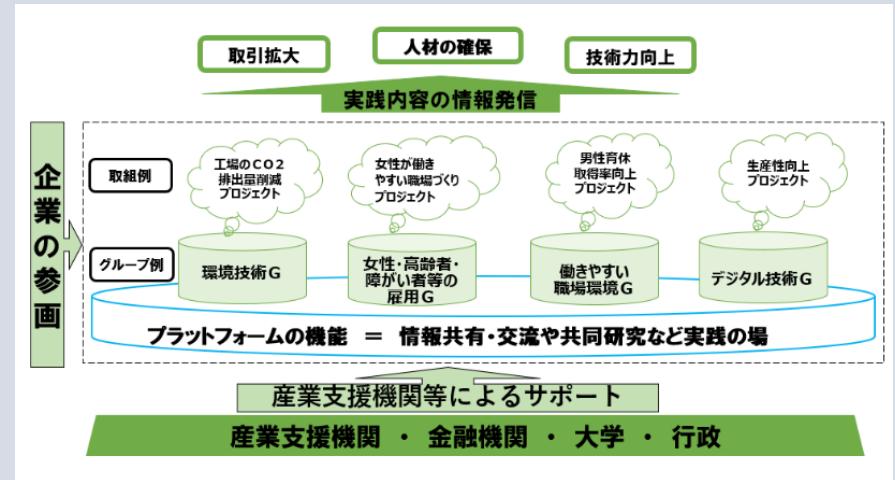 取引拡大
人材の確保
技術力向上
実践内容の情報発信
企業の参画
取組例
工場のＣＯ２
排出量削減
プロジェクト
女性が働き
やすい職場づくり
プロジェクト
男性育休
取得率向上
プロジェクト
生産性向上
プロジェクト
グループ例
環境技術Ｇ
女性・高齢者・
障がい者等の
雇用Ｇ
働きやすい
職場環境Ｇ
デジタル技術Ｇ
プラットフォームの機能 ＝ 情報共有・交流や共同研究など実践の場
産業支援機関等によるサポート
産業支援機関 ・ 金融機関 ・ 大学 ・ 行政